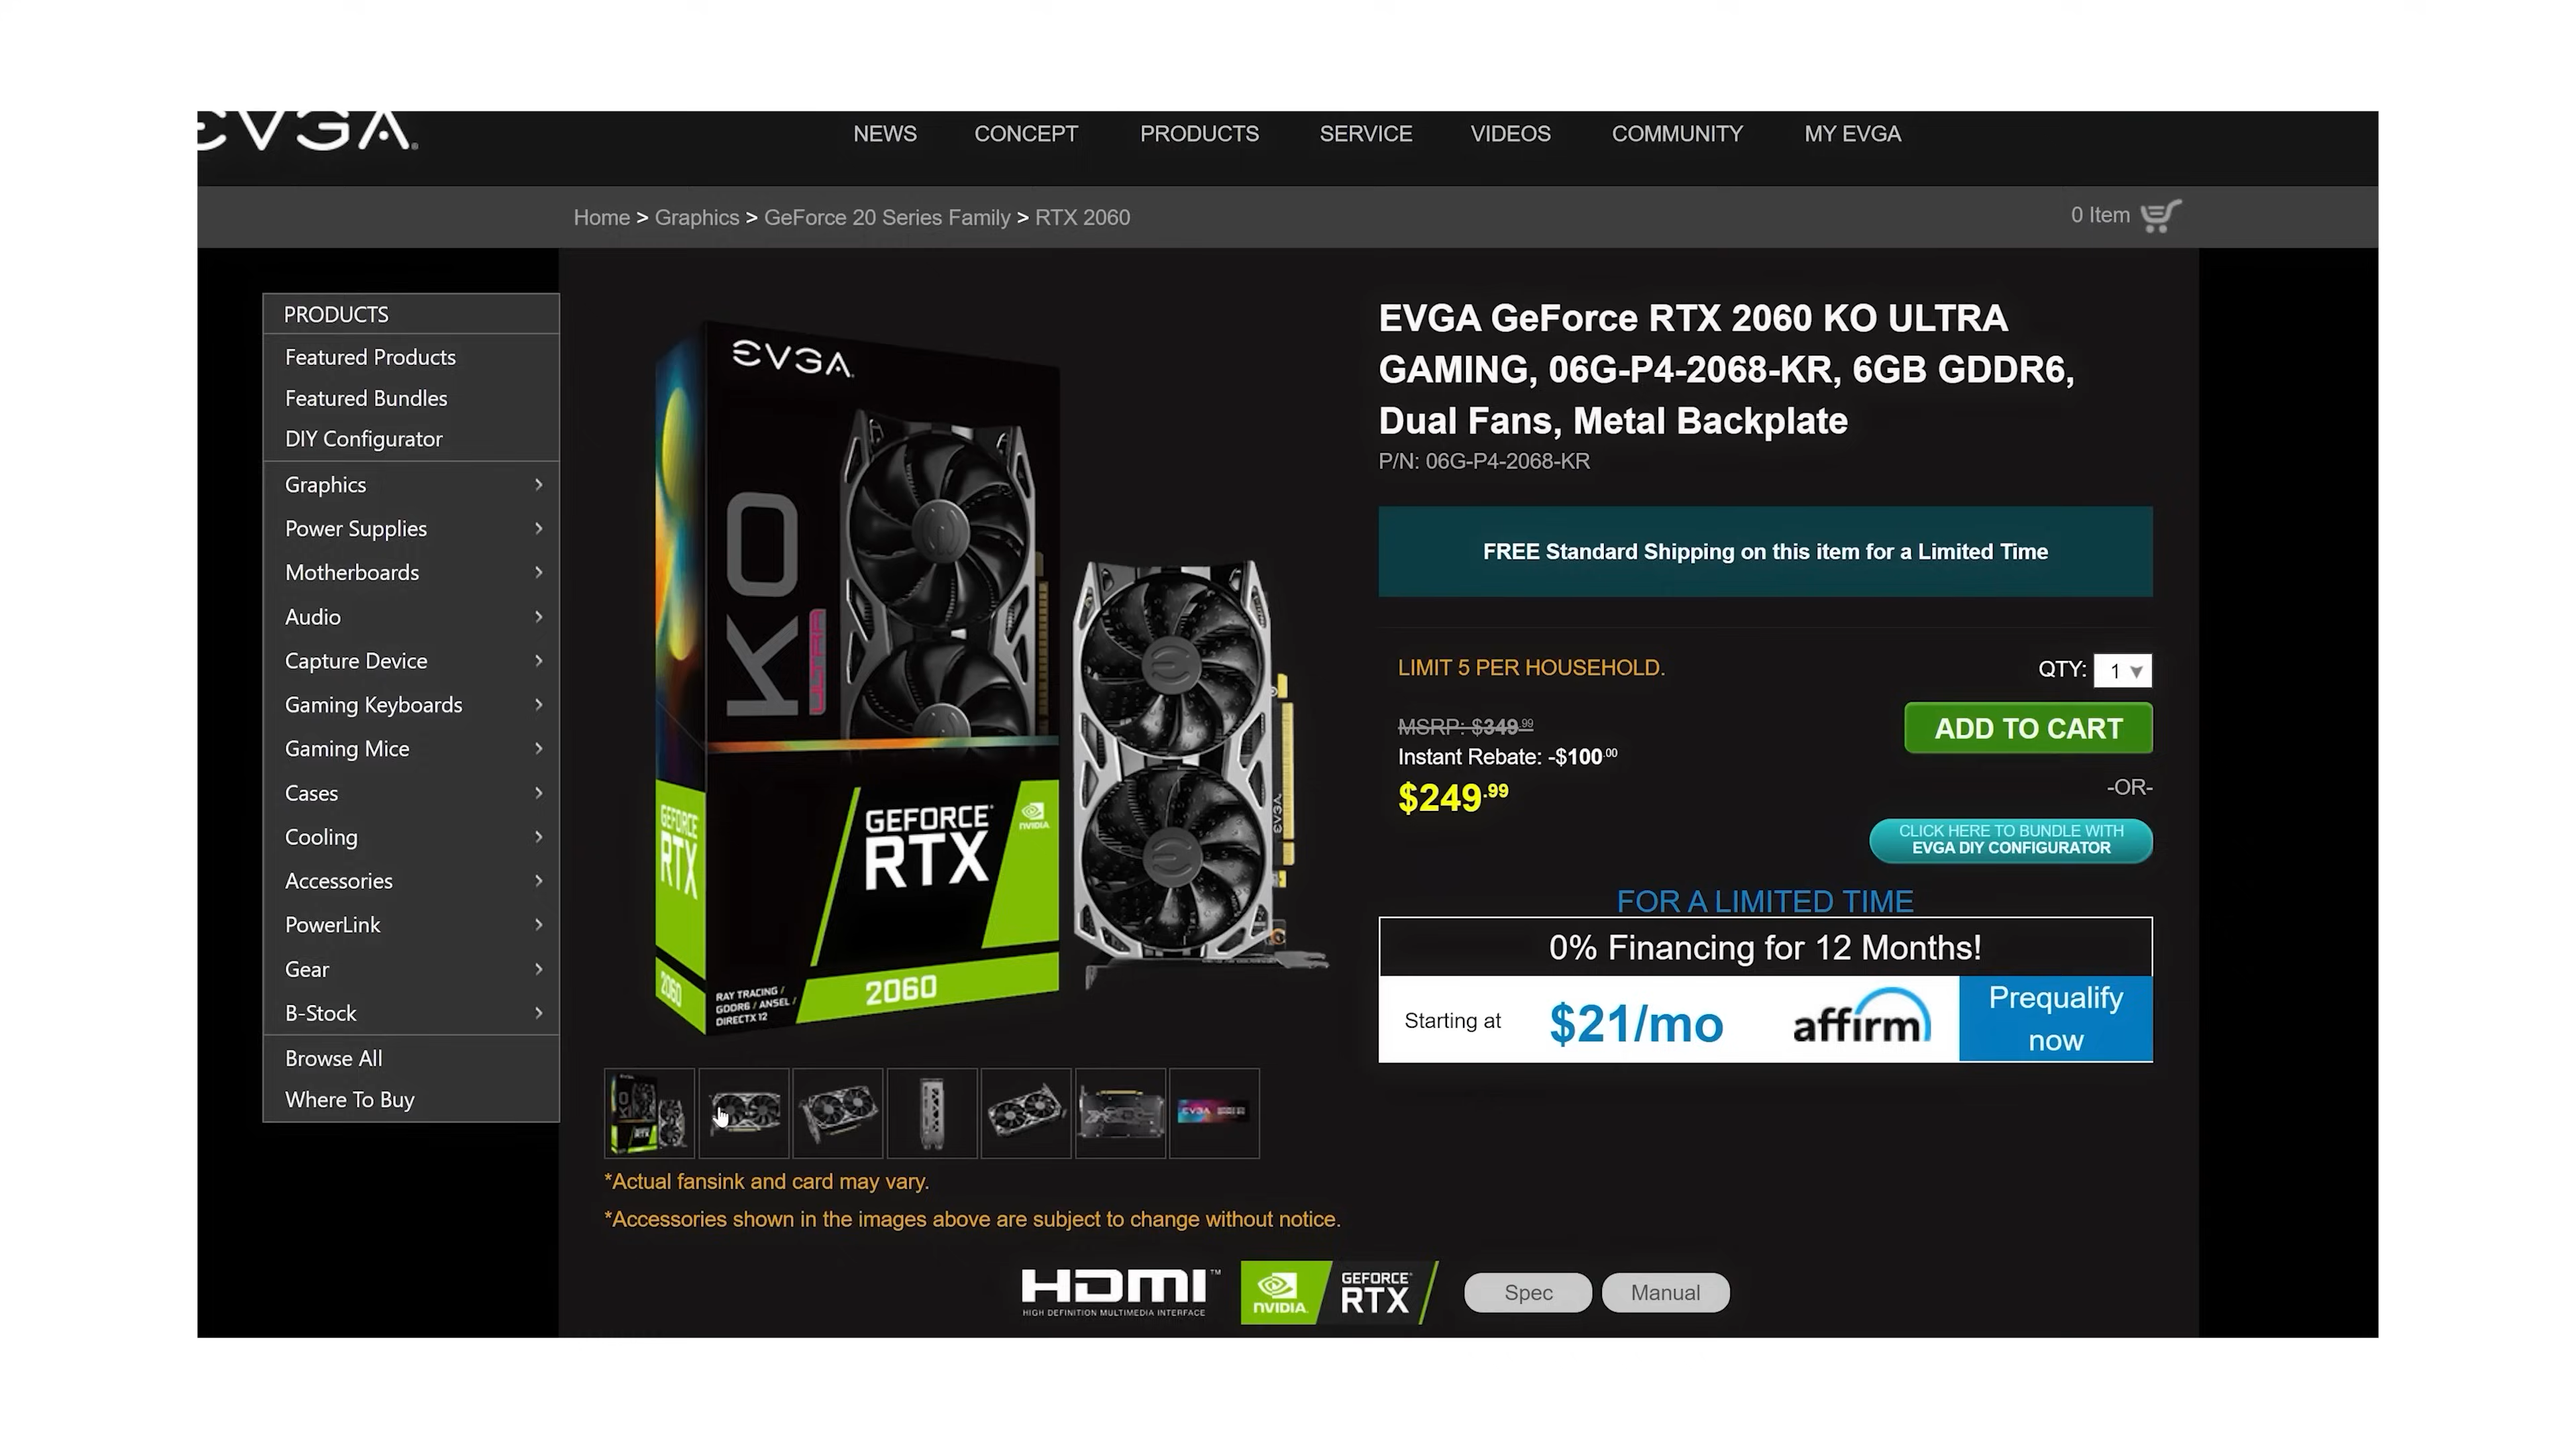 EVGA
NEWS CONCEPT PRODUCTS SERVICE VIDEOS COMMUNITY MY EVGA
Home > Graphics > GeForce 20 Series Family > RTX 2060
0 Item
PRODUCTS
Featured Products
Featured Bundles
DIY Configurator
Graphics
Power Supplies
Motherboards
Audio
Capture Device
Gaming Keyboards
Gaming Mice
Cases
Cooling
Accessories
PowerLink
Gear
B-Stock
Browse All
Where To Buy
EVGA
KO
ULTRA
GEFORCE
RTX
2060
GEFORCE
RTX
NVIDIA
2060
RAY TRACING /
GDDR6 / ANSEL /
DIRECTX 12
EVGA
EVGA GeForce RTX 2060 KO ULTRA
GAMING, 06G-P4-2068-KR, 6GB GDDR6,
Dual Fans, Metal Backplate
P/N: 06G-P4-2068-KR
FREE Standard Shipping on this item for a Limited Time
LIMIT 5 PER HOUSEHOLD.
QTY: 1
MSRP: $349.99
Instant Rebate: -$100.00
$249.99
ADD TO CART
-OR-
CLICK HERE TO BUNDLE WITH
EVGA DIY CONFIGURATOR
FOR A LIMITED TIME
0% Financing for 12 Months!
Starting at $21/mo affirm
Prequalify
now
*Actual fansink and card may vary.
*Accessories shown in the images above are subject to change without notice.
HDMI™
HIGH DEFINITION MULTIMEDIA INTERFACE
NVIDIA.
GEFORCE
RTX
Spec
Manual